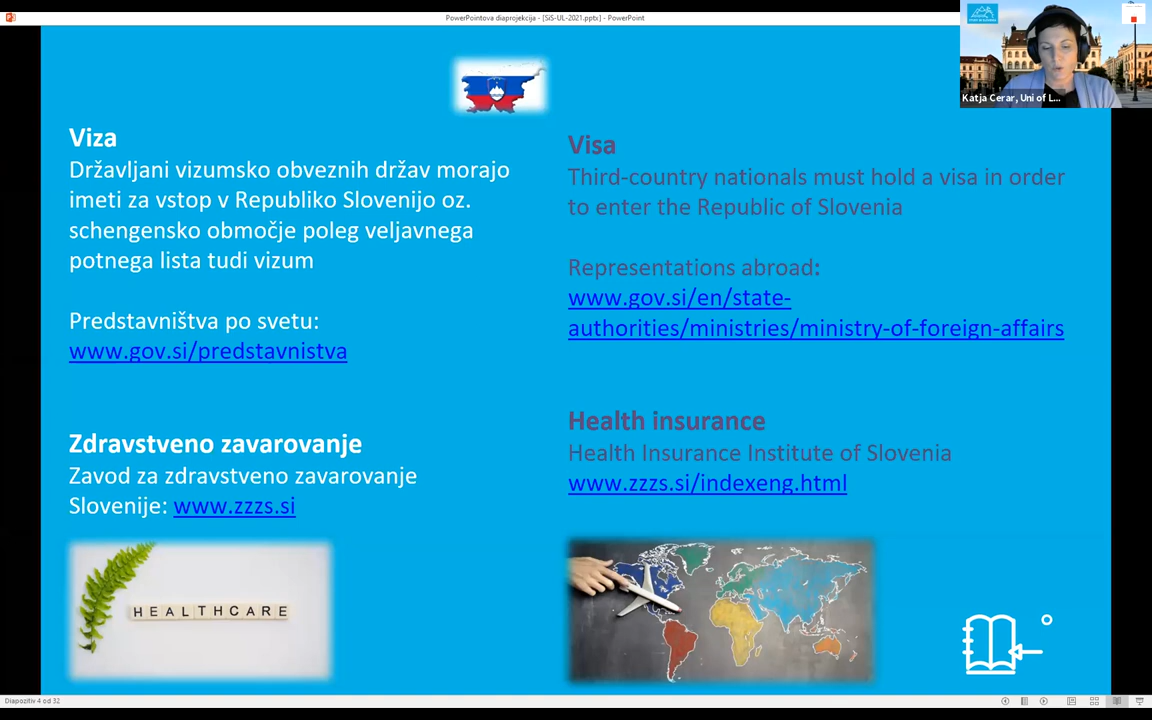 PowerPointova diaprojekcija - [SiS-UL-2021.pptx] - PowerPoint
Katja Cerar, Uni of L...
Viza
Državljani vizumsko obveznih držav morajo
imeti za vstop v Republiko Slovenijo oz.
schengensko območje poleg veljavnega
potnega lista tudi vizum
Predstavništva po svetu:
www.gov.si/predstavnistva
Zdravstveno zavarovanje
Zavod za zdravstveno zavarovanje
Slovenije: www.zzzs.si
HEALTHCARE
Visa
Third-country nationals must hold a visa in order
to enter the Republic of Slovenia
Representations abroad:
www.gov.si/en/state-
authorities/ministries/ministry-of-foreign-affairs
Health insurance
Health Insurance Institute of Slovenia
www.zzzs.si/indexeng.html
Diapozitiv 4 od 32